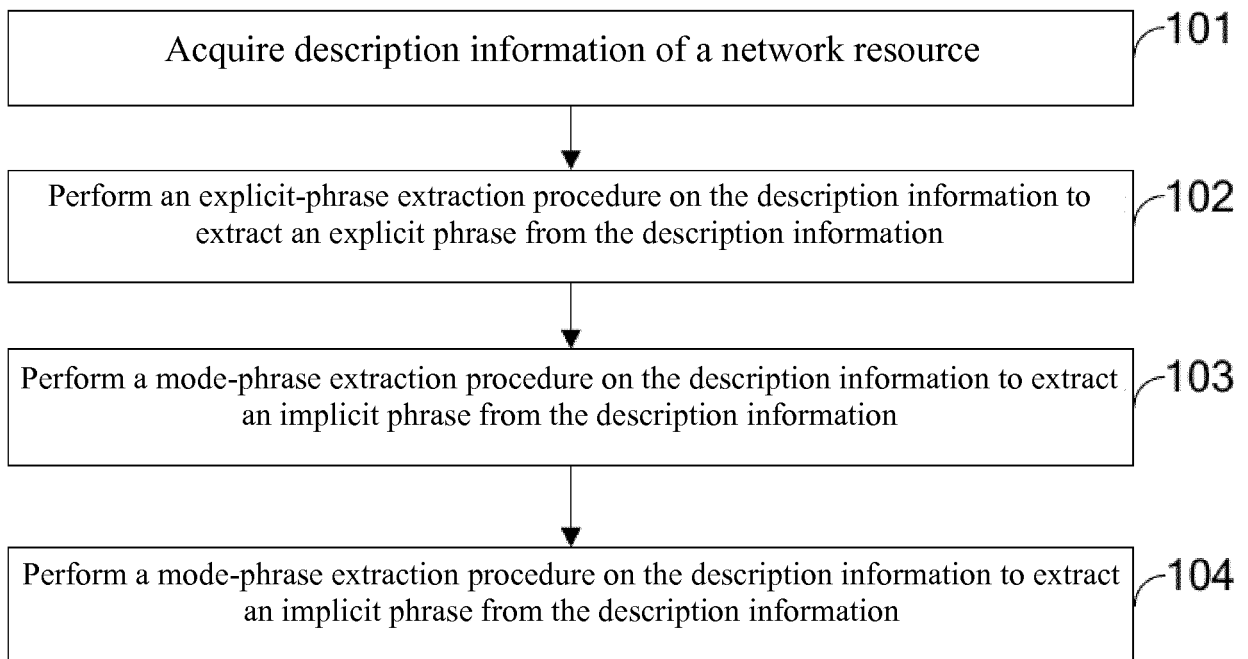 Acquire description information of a network resource
101
Perform an explicit-phrase extraction procedure on the description information to
extract an explicit phrase from the description information
102
Perform a mode-phrase extraction procedure on the description information to extract
an implicit phrase from the description information
103
Perform a mode-phrase extraction procedure on the description information to extract
an implicit phrase from the description information
104